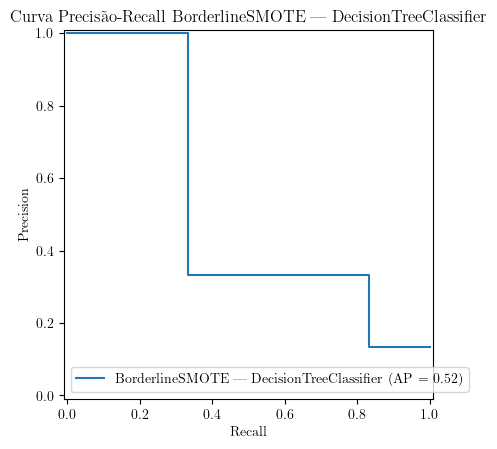 Curva Precisão-Recall BorderlineSMOTE — DecisionTreeClassifier
1.0
0.8
0.6
0.4
0.2
0.0
Precision
BorderlineSMOTE — DecisionTreeClassifier (AP = 0.52)
0.0 0.2 0.4 0.6 0.8 1.0
Recall